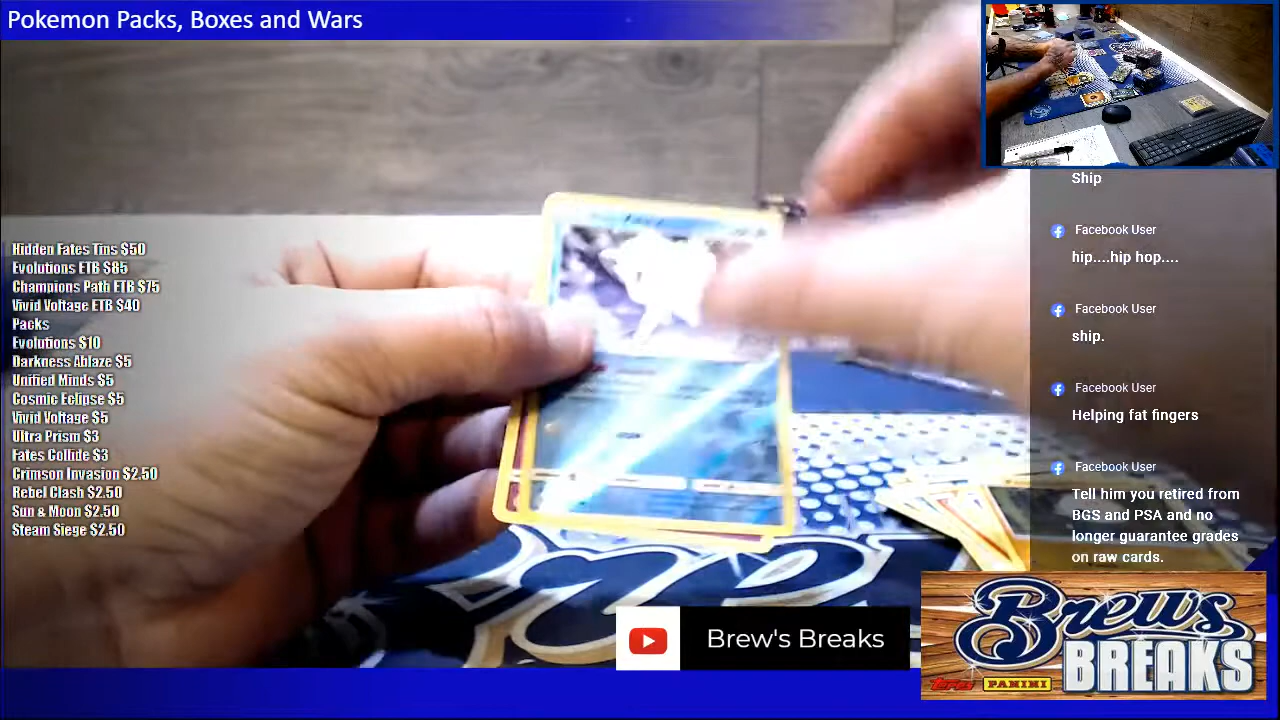 Pokemon Packs, Boxes and Wars
Hidden Fates Tins $50
Evolutions ETB $85
Champions Path ETB $75
Vivid Voltage ETB $40
Packs
Evolutions $10
Darkness Ablaze $5
Unified Minds $5
Cosmic Eclipse $5
Vivid Voltage $5
Ultra Prism $3
Fates Collide $3
Crimson Invasion $2.50
Rebel Clash $2.50
Sun & Moon $2.50
Steam Siege $2.50
Ship
Facebook User
hip....hip hop....
Facebook User
ship.
Facebook User
Helping fat fingers
Facebook User
Tell him you retired from
BGS and PSA and no
longer guarantee grades
on raw cards.
Brew's Breaks
Brew's
BREAKS
Topps PANINI